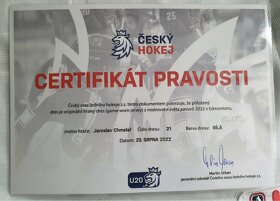 ČESKÝ
HOKEJ
CERTIFIKÁT PRAVOSTI
Český svaz ledního hokeje z.s. tímto dokumentem potvrzuje, že přiložený
dres je originální hraný dres (game worn jersey) z mistrovství světa juniorů 2022 v Edmontonu.
Jméno hráče: Jaroslav Chmelař Číslo dresu: 21 Barva dresu: BÍLÁ
Datum: 23. SRPNA 2022
Martin Urban
generální sekretář Českého svazu ledního hokeje z.s.
U20